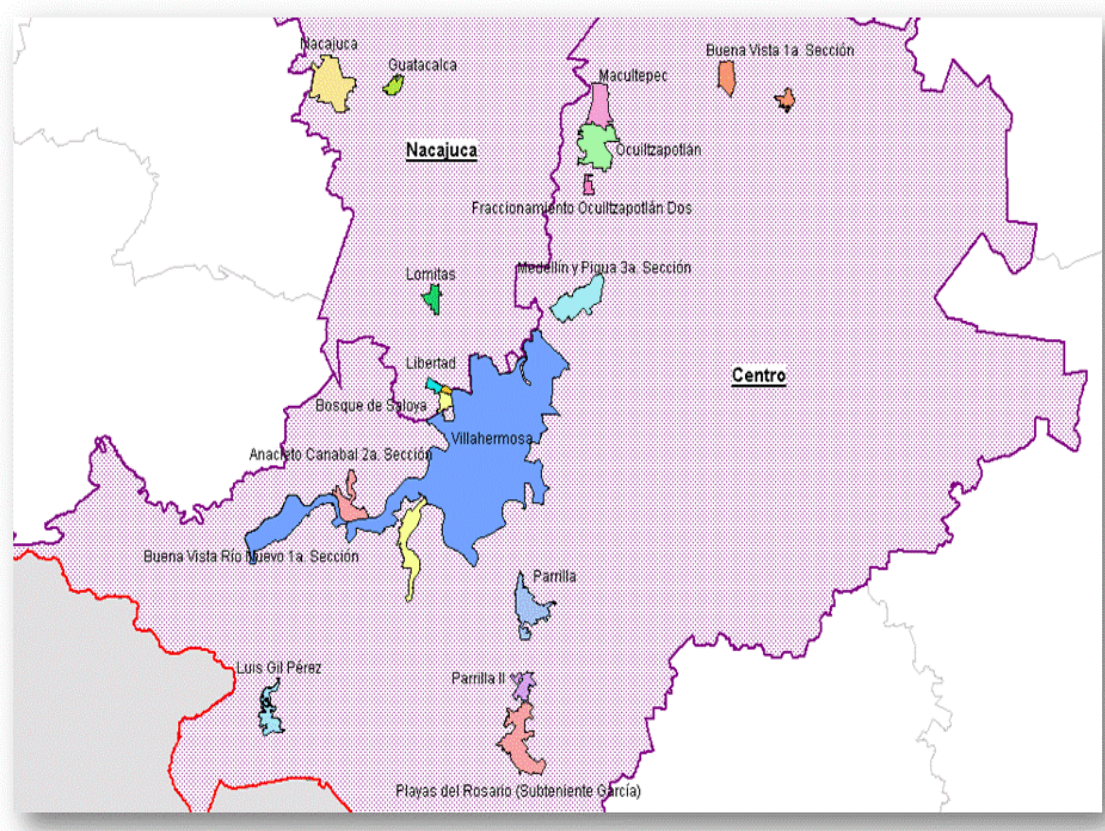 Nacajuca
Guatacalca
Buena Vista 1a. Sección
Macultepec
Nacajuca
Ocuiltzapotlán
Fraccionamiento Ocuiltzapotlán Dos
Lomitas
Medellín y Pigua 3a. Sección
Libertad
Centro
Bosque de Saloya
Villahermosa
Anacleto Canabal 2a. Sección
Buena Vista Río Nuevo 1a. Sección
Parrilla
Luis Gil Pérez
Parrilla II
Playas del Rosario (Subteniente García)